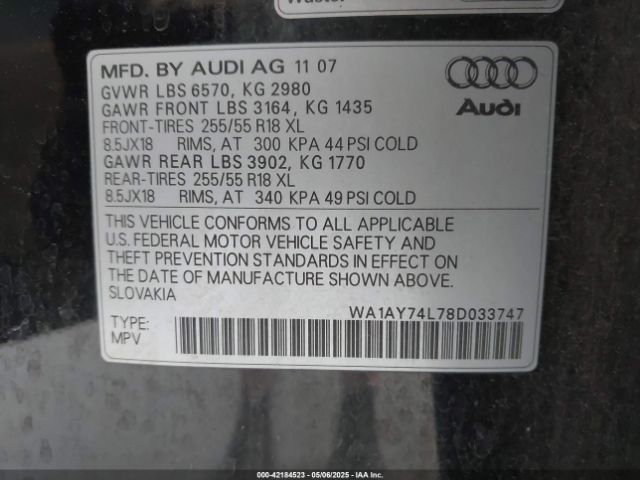 MFD. BY AUDI AG 11 07
GVWR LBS 6570, KG 2980
GAWR FRONT LBS 3164, KG 1435
FRONT-TIRES 255/55 R18 XL
8.5JX18 RIMS, AT 300 KPA 44 PSI COLD
GAWR REAR LBS 3902, KG 1770
REAR-TIRES 255/55 R18 XL
8.5JX18 RIMS, AT 340 KPA 49 PSI COLD
Audi
THIS VEHICLE CONFORMS TO ALL APPLICABLE
U.S. FEDERAL MOTOR VEHICLE SAFETY AND
THEFT PREVENTION STANDARDS IN EFFECT ON
THE DATE OF MANUFACTURE SHOWN ABOVE.
SLOVAKIA
WA1AY74L78D033747
TYPE:
MPV
000-42184523 - 05/06/2025 - IAAI.com